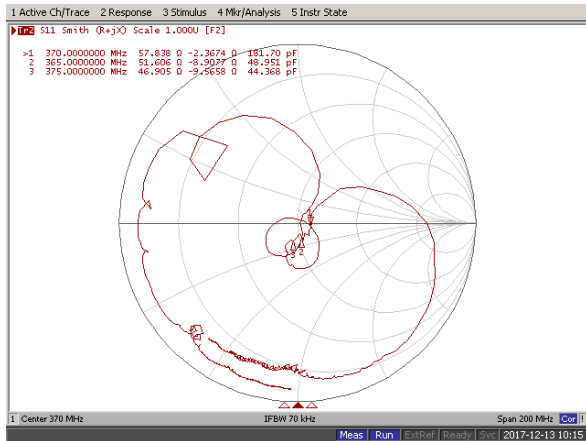 1 Active Ch/Trace 2 Response 3 Stimulus 4 Mkr/Analysis 5 Instr State
Tr2 S11 Smith (R+jX) Scale 1.000U [F2]
>1 370.0000000 MHz 57.838 Ω -2.3674 Ω 181.70 pF
2 365.0000000 MHz 51.606 Ω -8.9077 Ω 48.951 pF
3 375.0000000 MHz 46.905 Ω -9.5658 Ω 44.368 pF
3 2
1 Center 370 MHz IFBW 70 kHz Span 200 MHz Cor !
Meas Run ExtRef Ready Svc 2017-12-13 10:15